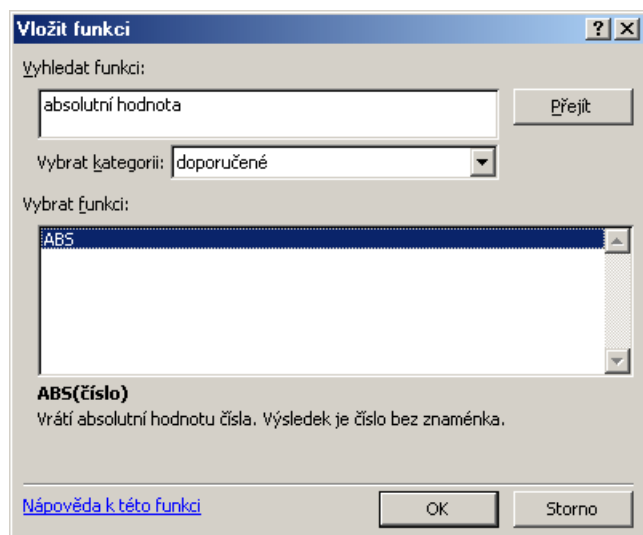 Vložit funkci
Vyhledat funkci:
absolutní hodnota
Přejít
Vybrat kategorii: doporučené
Vybrat funkci:
ABS
ABS(číslo)
Vrátí absolutní hodnotu čísla. Výsledek je číslo bez znaménka.
Nápověda k této funkci
OK
Storno